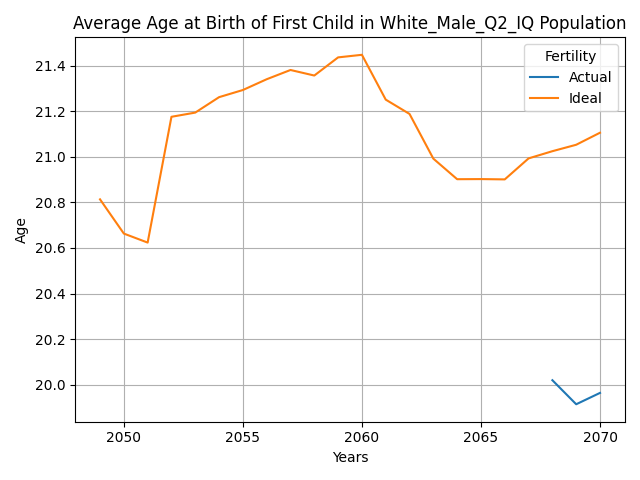 Average Age at Birth of First Child in White_Male_Q2_IQ Population
Fertility
Actual
Ideal
21.4
21.2
21.0
20.8
20.6
20.4
20.2
20.0
Age
2050 2055 2060 2065 2070
Years